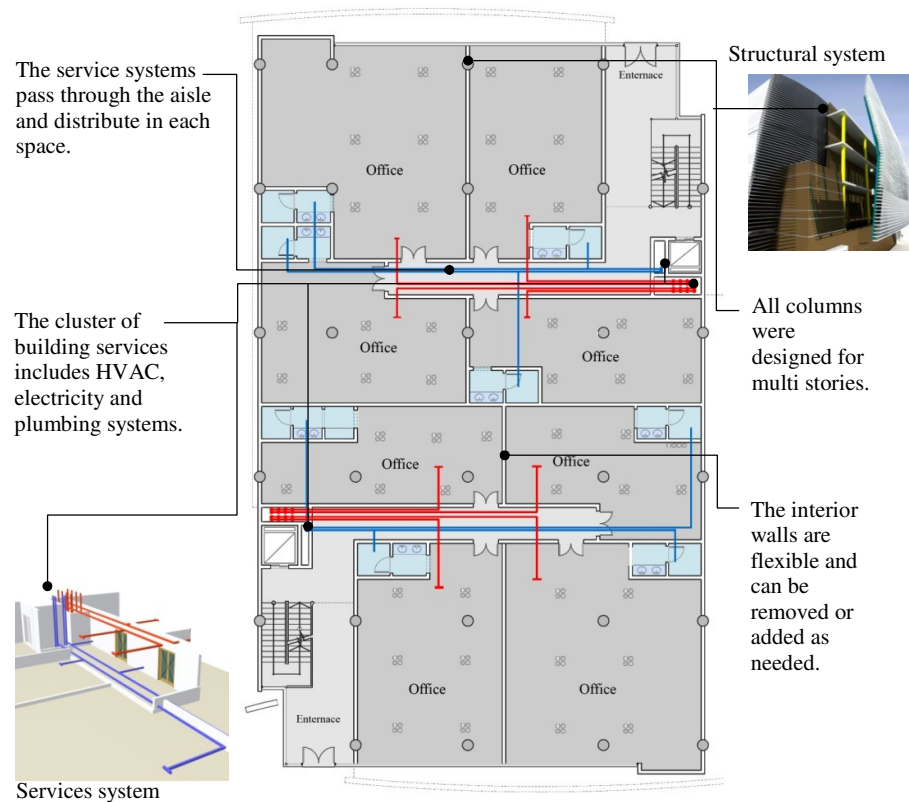 Structural system
The service systems
pass through the aisle
and distribute in each
space.
Enternace
Office
Office
The cluster of
building services
includes HVAC,
electricity and
plumbing systems.
All columns
were
designed for
multi stories.
Office
Office
Office
Office
The interior
walls are
flexible and
can be
removed or
added as
needed.
Office
Office
Enternace
Services system